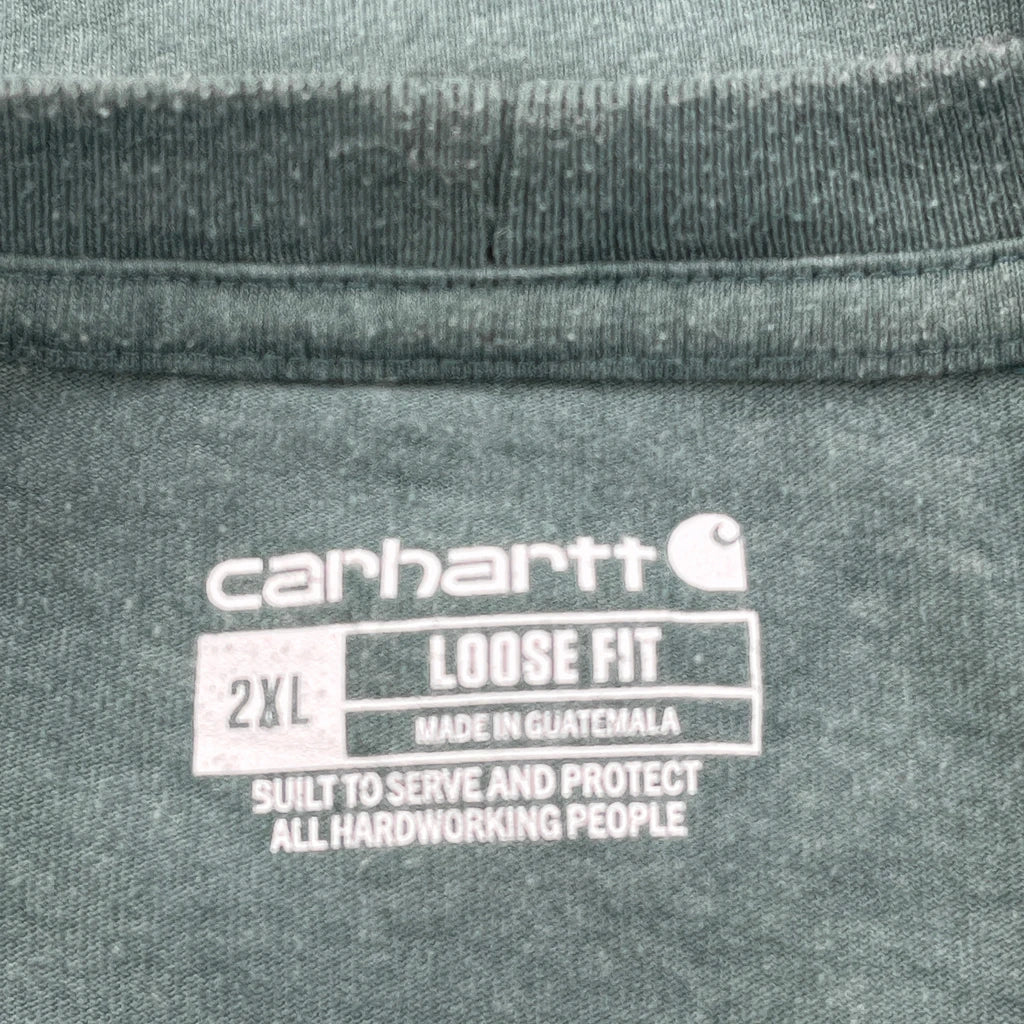 carhartt
2XL
LOOSE FIT
MADE IN GUATEMALA
BUILT TO SERVE AND PROTECT
ALL HARDWORKING PEOPLE